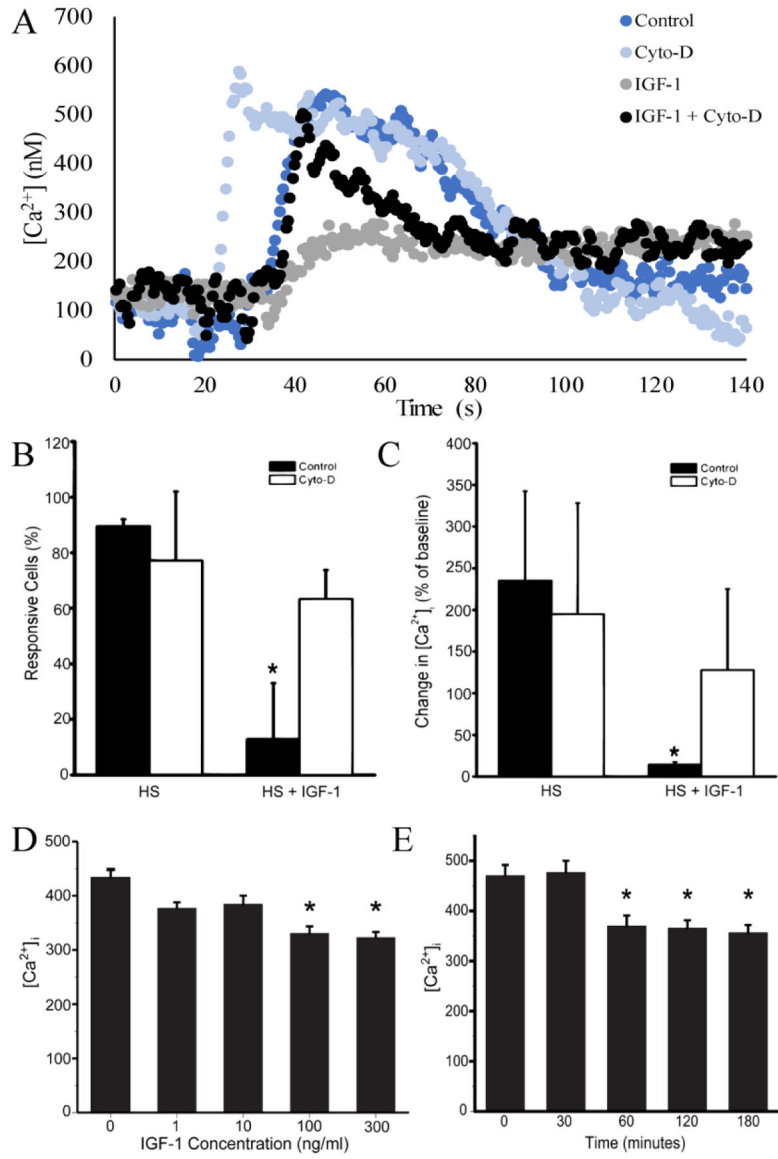 A
700
600
500
400
300
200
100
0
[Ca²⁺] (nM)
0 20 40 60 80 100 120 140
Time (s)
Control
Cyto-D
IGF-1
IGF-1 + Cyto-D
B
120
100
80
60
40
20
0
Responsive Cells (%)
Control
Cyto-D
*
HS HS + IGF-1
C
400
350
300
250
200
150
100
50
0
Change in [Ca²⁺]i (% of baseline)
Control
Cyto-D
*
HS HS + IGF-1
D
500
400
300
400
100
0
[Ca²⁺]i
* *
0 1 10 100 300
IGF-1 Concentration (ng/ml)
E
500
400
350
300
400
100
0
[Ca²⁺]i
* * *
0 30 60 120 180
Time (minutes)